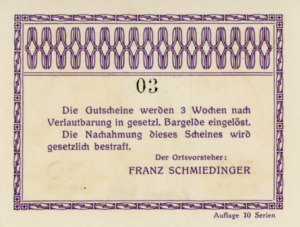 03
Die Gutscheine werden 3 Wochen nach
Verlautbarung in gesetzl. Bargelde eingelöst.
Die Nachahmung dieses Scheines wird
gesetzlich bestraft.
Der Ortsvorsteher:
FRANZ SCHMIEDINGER
Auflage 10 Serien